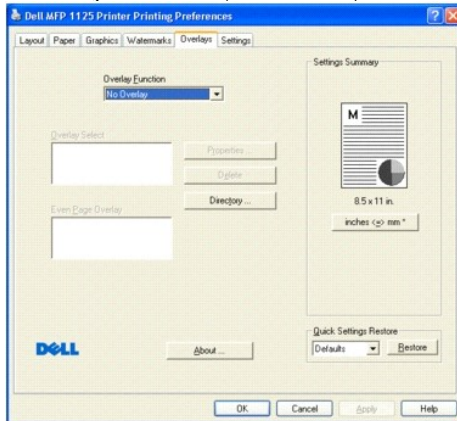 Dell MFP 1125 Printer Printing Preferences
Layout Paper Graphics Watermarks Overlays Settings
Overlay Function
No Overlay
Overlay Select
Properties ...
Delete
Directory ...
Even Page Overlay
Settings Summary
M
8.5 x 11 in.
inches <=> mm *
Quick Settings Restore
Defaults
Restore
DELL
About ...
OK Cancel Apply Help